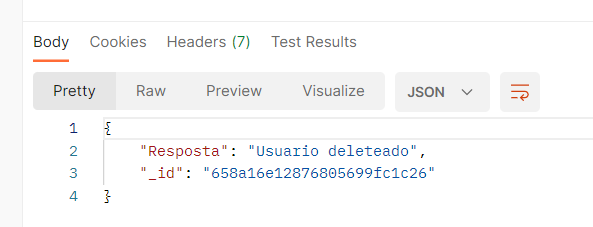 Body Cookies Headers (7) Test Results
Pretty Raw Preview Visualize JSON
1 {
2 "Resposta": "Usuario deleteado",
3 "_id": "658a16e12876805699fc1c26"
4 }